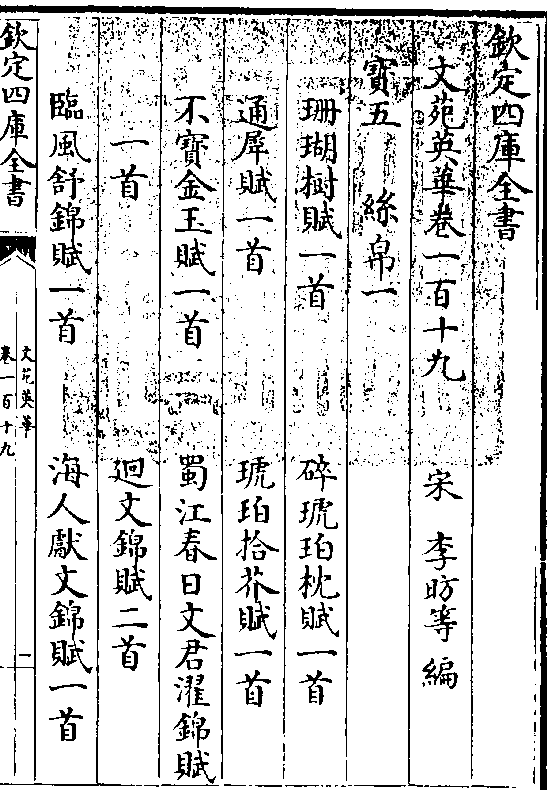 欽定四庫全書
文苑英華卷一百十九　宋　李昉等　編
寳五　絲帛一
珊瑚樹賦一首　碎琥珀枕賦一首
通犀賦一首　琥珀拾芥賦一首
不寳金玉賦一首　蜀江春日文君濯錦賦
一首　迴文錦賦二首
臨風舒錦賦一首　海人獻文錦賦一首
欽定四庫全書
文苑英華
卷一百十九
一